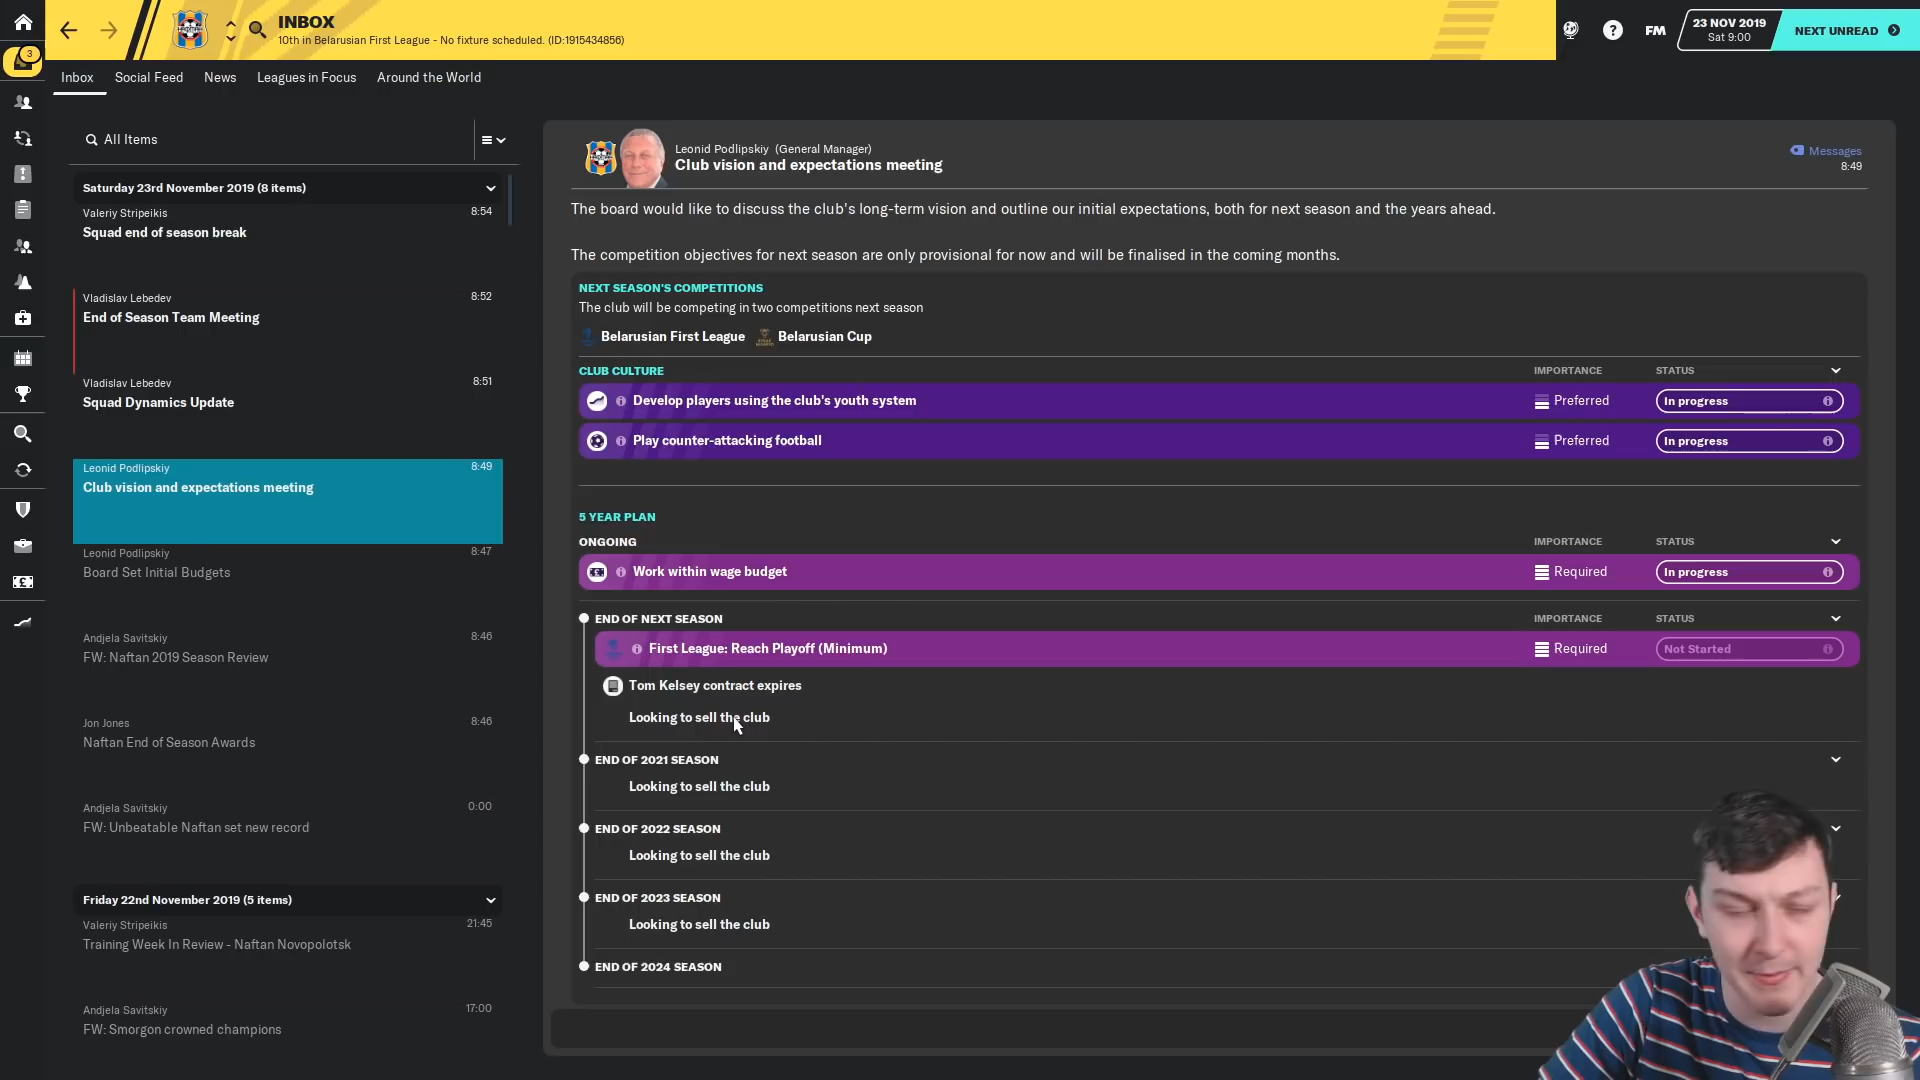 INBOX
10th in Belarusian First League - No fixture scheduled. (ID:1915434856)
FM
23 NOV 2019
Sat 9:00
NEXT UNREAD
3
Inbox
Social Feed
News
Leagues in Focus
Around the World
All Items
Saturday 23rd November 2019 (8 items)
Valeriy Stripeikis 8:54
Squad end of season break
Vladislav Lebedev 8:52
End of Season Team Meeting
Vladislav Lebedev 8:51
Squad Dynamics Update
Leonid Podlipskiy 8:49
Club vision and expectations meeting
Leonid Podlipskiy 8:47
Board Set Initial Budgets
Andjela Savitskiy 8:46
FW: Naftan 2019 Season Review
Jon Jones 8:46
Naftan End of Season Awards
Andjela Savitskiy 0:00
FW: Unbeatable Naftan set new record
Friday 22nd November 2019 (5 items)
Valeriy Stripeikis 21:45
Training Week In Review - Naftan Novopolotsk
Andjela Savitskiy 17:00
FW: Smorgon crowned champions
Leonid Podlipskiy (General Manager)
Club vision and expectations meeting
Messages
8:49
The board would like to discuss the club's long-term vision and outline our initial expectations, both for next season and the years ahead.
The competition objectives for next season are only provisional for now and will be finalised in the coming months.
NEXT SEASON'S COMPETITIONS
The club will be competing in two competitions next season
Belarusian First League Belarusian Cup
CLUB CULTURE IMPORTANCE STATUS
Develop players using the club's youth system Preferred In progress
Play counter-attacking football Preferred In progress
5 YEAR PLAN
ONGOING IMPORTANCE STATUS
Work within wage budget Required In progress
END OF NEXT SEASON IMPORTANCE STATUS
First League: Reach Playoff (Minimum) Required Not Started
Tom Kelsey contract expires
Looking to sell the club
END OF 2021 SEASON
Looking to sell the club
END OF 2022 SEASON
Looking to sell the club
END OF 2023 SEASON
Looking to sell the club
END OF 2024 SEASON